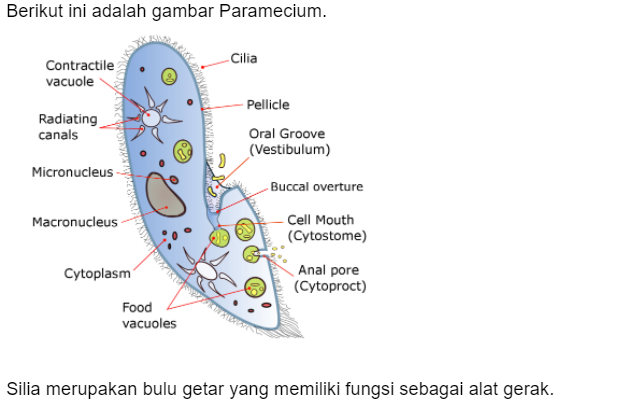 Berikut ini adalah gambar Paramecium.
Contractile
vacuole
Cilia
Pellicle
Radiating
canals
Oral Groove
(Vestibulum)
Micronucleus
Buccal overture
Macronucleus
Cell Mouth
(Cytostome)
Cytoplasm
Anal pore
(Cytoproct)
Food
vacuoles
Silia merupakan bulu getar yang memiliki fungsi sebagai alat gerak.